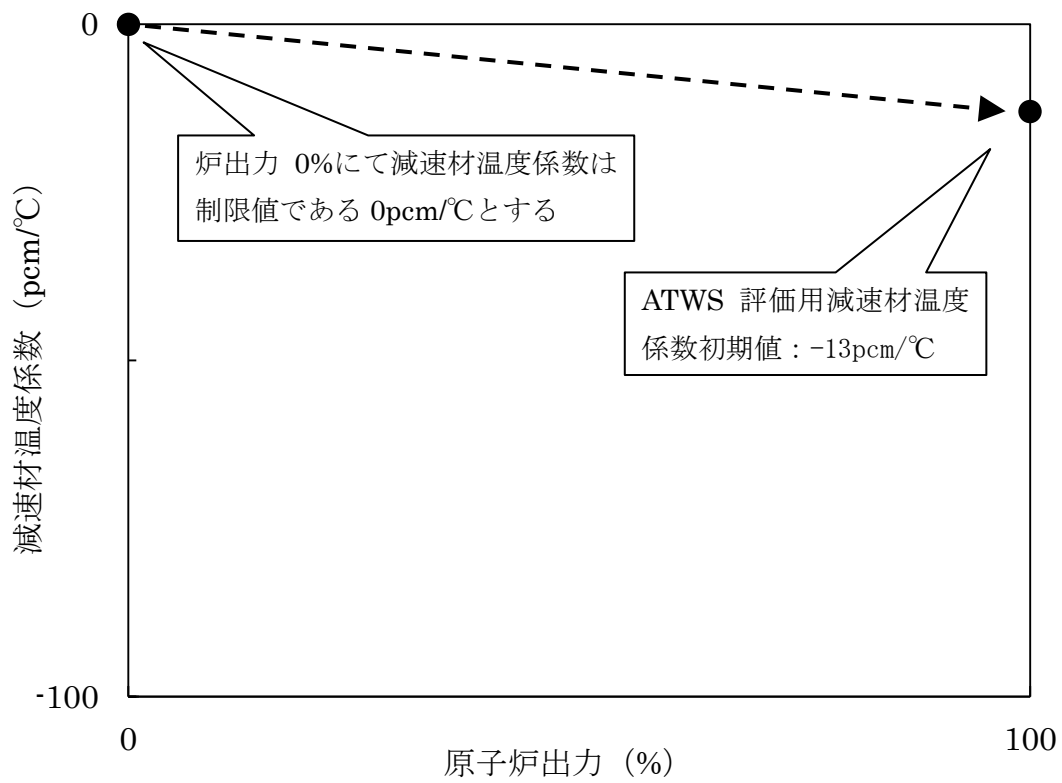 0
炉出力 0%にて減速材温度係数は
制限値である 0pcm/℃とする
ATWS 評価用減速材温度
係数初期値：-13pcm/℃
減速材温度係数（pcm/℃）
-100
0
100
原子炉出力（%）